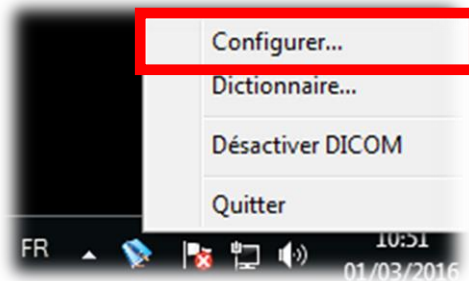 Configurer...
Dictionnaire...
Désactiver DICOM
Quitter
FR
10:51
01/03/2016